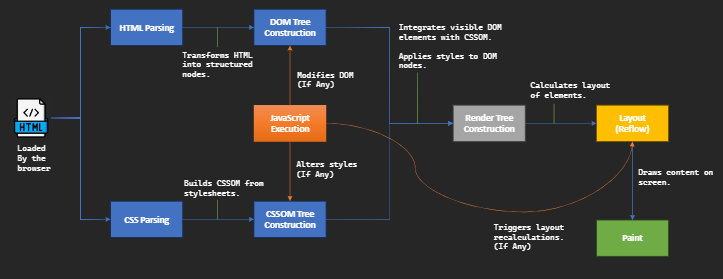 HTML Parsing
Transforms HTML
into structured
nodes.
DOM Tree
Construction
Integrates visible DOM
elements with CSSOM.
Applies styles to DOM
nodes.
Modifies DOM
(If Any)
</>
HTML
Loaded
By the
browser
JavaScript
Execution
Render Tree
Construction
Calculates layout
of elements.
Layout
(Reflow)
Alters styles
(If Any)
Draws content on
screen.
CSS Parsing
Builds CSSOM from
stylesheets.
CSSOM Tree
Construction
Triggers layout
recalculations.
(If Any)
Paint